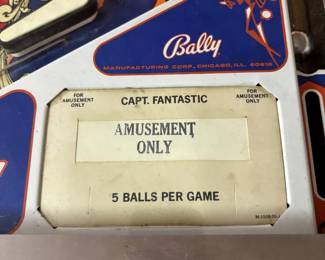 Bally
MANUFACTURING CORP., CHICAGO, ILL. 60618
FOR
AMUSEMENT
ONLY
CAPT. FANTASTIC
FOR
AMUSEMENT
ONLY
AMUSEMENT
ONLY
5 BALLS PER GAME